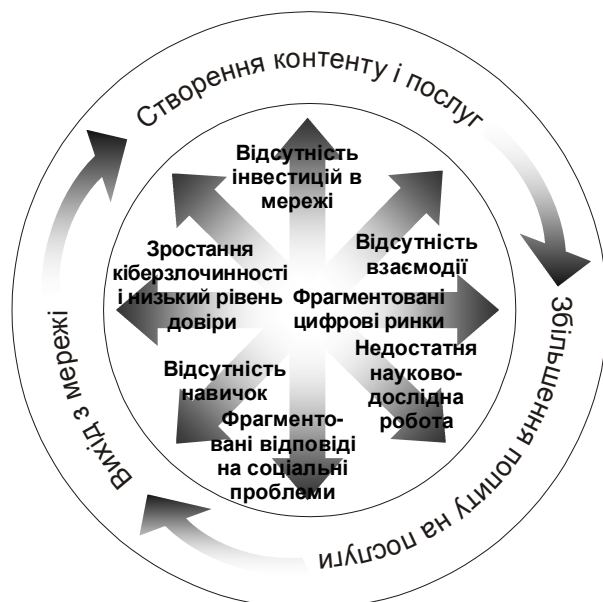 Створення контенту і послуг
Відсутність
інвестицій в
мережі
Відсутність
взаємодії
Зростання
кіберзлочинності
і низький рівень
довіри
Фрагментовані
цифрові ринки
Недостатня
науково-
дослідна
робота
Відсутність
навичок
Фрагменто-
вані відповіді
на соціальні
проблеми
Збільшення попиту на послуги
Вихід з мережі